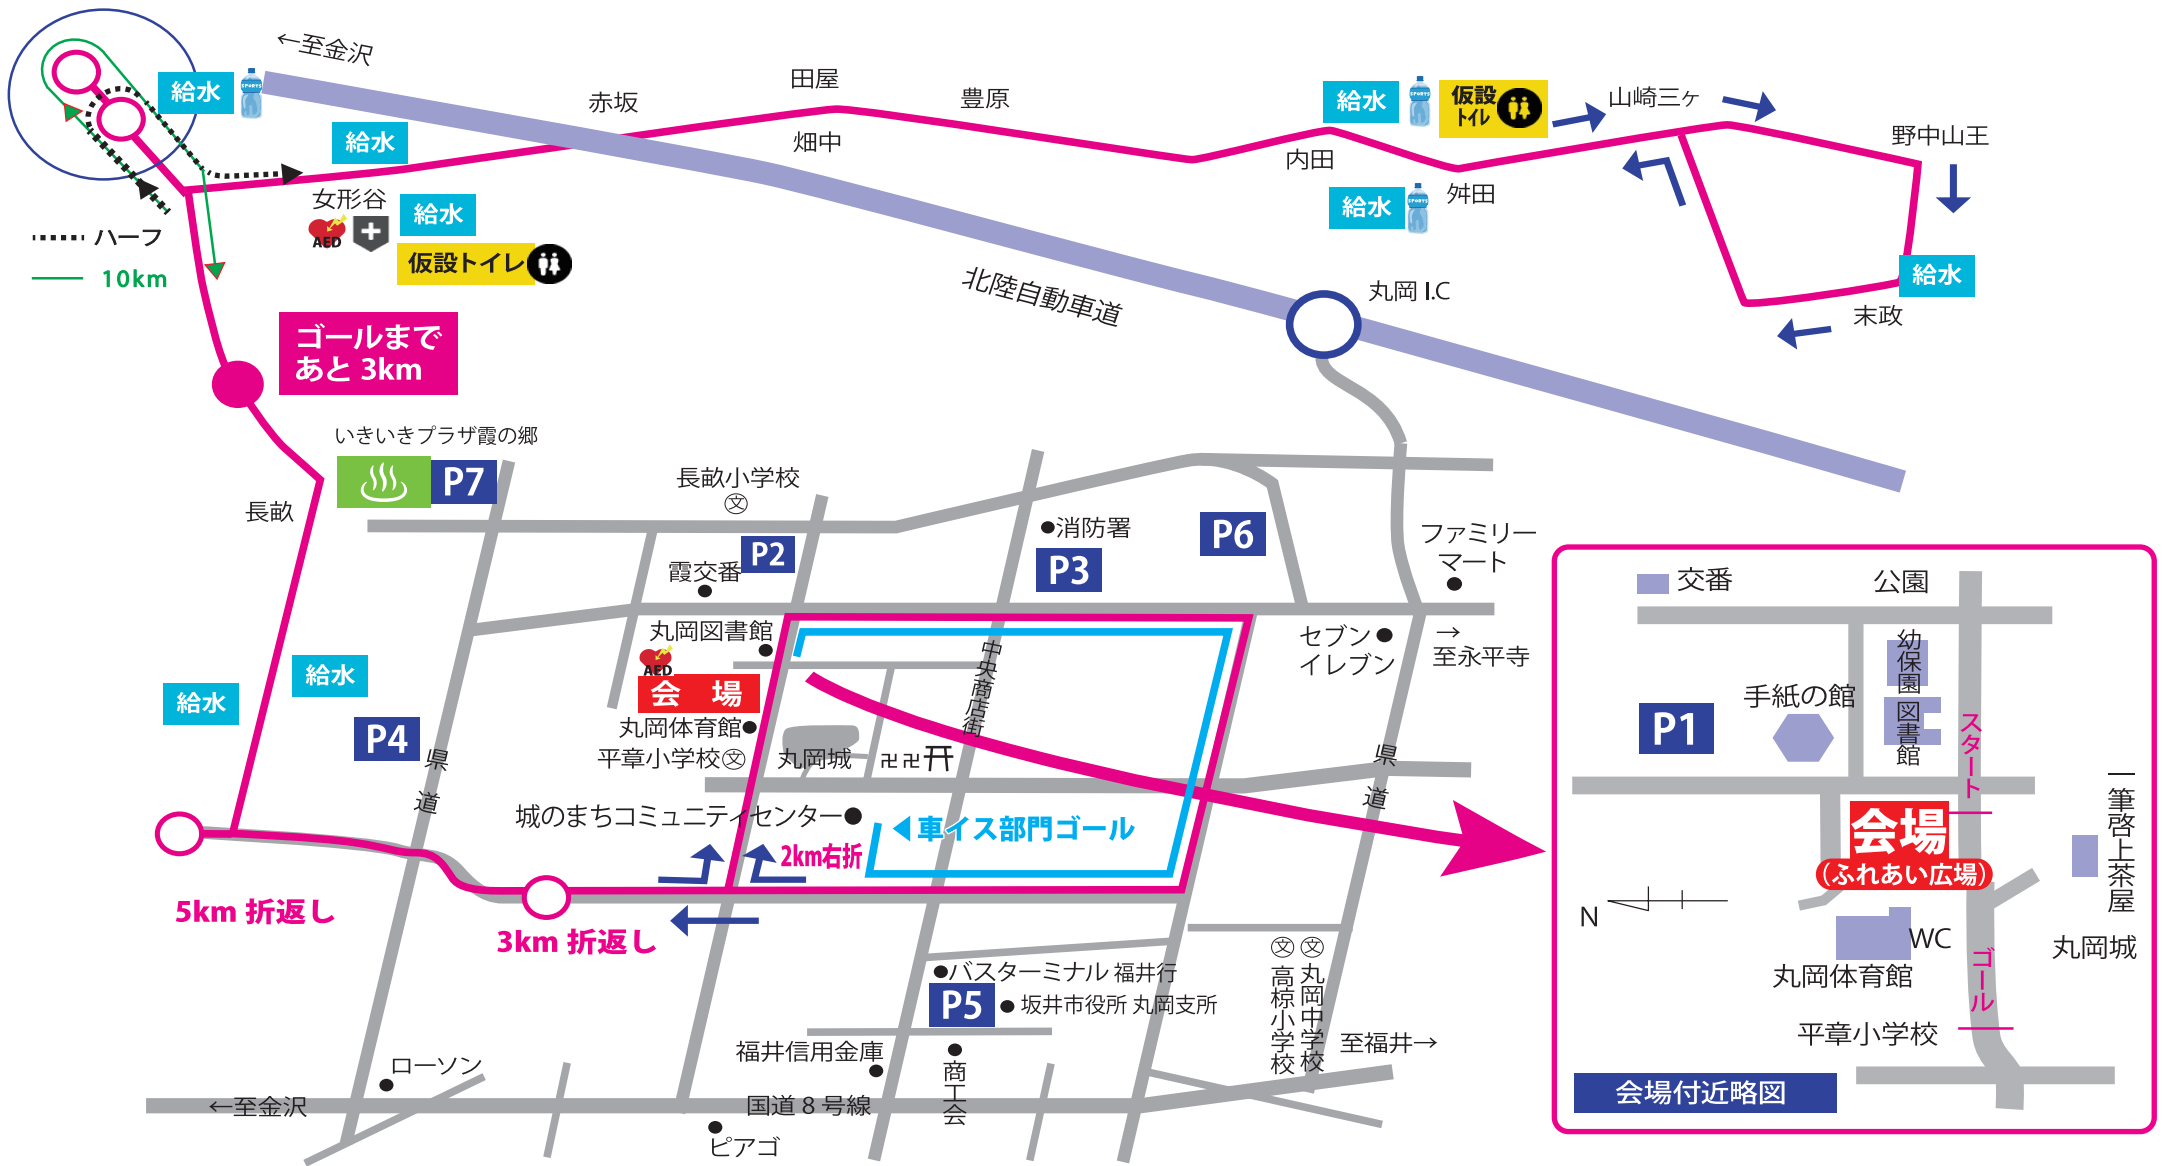 ←至金沢
給水
SPORTS
給水
赤坂
田屋
畑中
豊原
給水
SPORTS
仮設
トイレ
山崎三ヶ
野中山王
内田
給水
SPORTS
舛田
給水
末政
女形谷
AED
給水
仮設トイレ
ハーフ
10km
北陸自動車道
丸岡 I.C
ゴールまで
あと 3km
いきいきプラザ霞の郷
P7
長畝
長畝小学校
文
P2
霞交番
消防署
P3
P6
ファミリー
マート
丸岡図書館
AED
会 場
丸岡体育館
平章小学校文
中央商店街
セブン
イレブン
→
至永平寺
給水
給水
P4
県道
丸岡城
卍卍
県道
城のまちコミュニティセンター
車イス部門ゴール
2km右折
5km 折返し
3km 折返し
バスターミナル 福井行
P5
坂井市役所 丸岡支所
文
高椋小学校
文
丸岡中学校
至福井→
福井信用金庫
商工会
ローソン
←至金沢
国道 8 号線
ピアゴ
交番
公園
幼保園
図書館
手紙の館
P1
スタート
会場
(ふれあい広場)
一筆啓上茶屋
N
WC
丸岡城
丸岡体育館
ゴール
平章小学校
会場付近略図